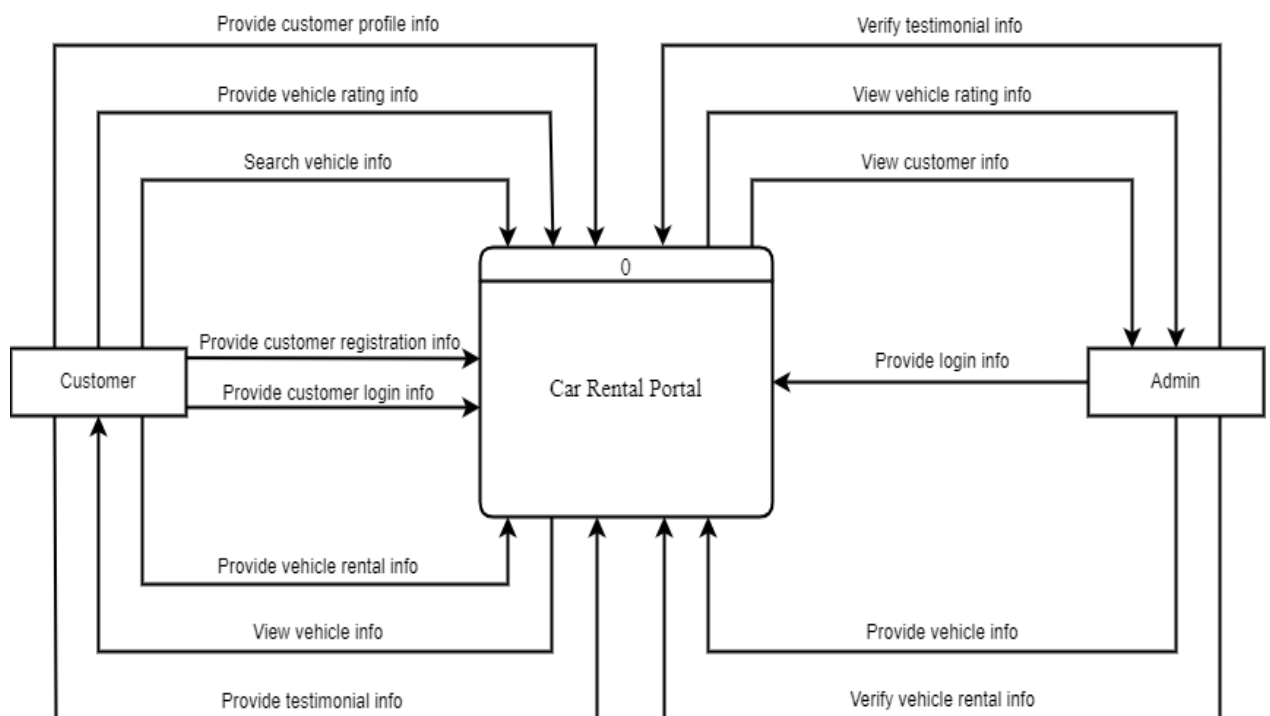 Provide customer profile info
Verify testimonial info
Provide vehicle rating info
View vehicle rating info
Search vehicle info
View customer info
0
Provide customer registration info
Provide login info
Customer
Car Rental Portal
Admin
Provide customer login info
Provide vehicle rental info
View vehicle info
Provide vehicle info
Provide testimonial info
Verify vehicle rental info